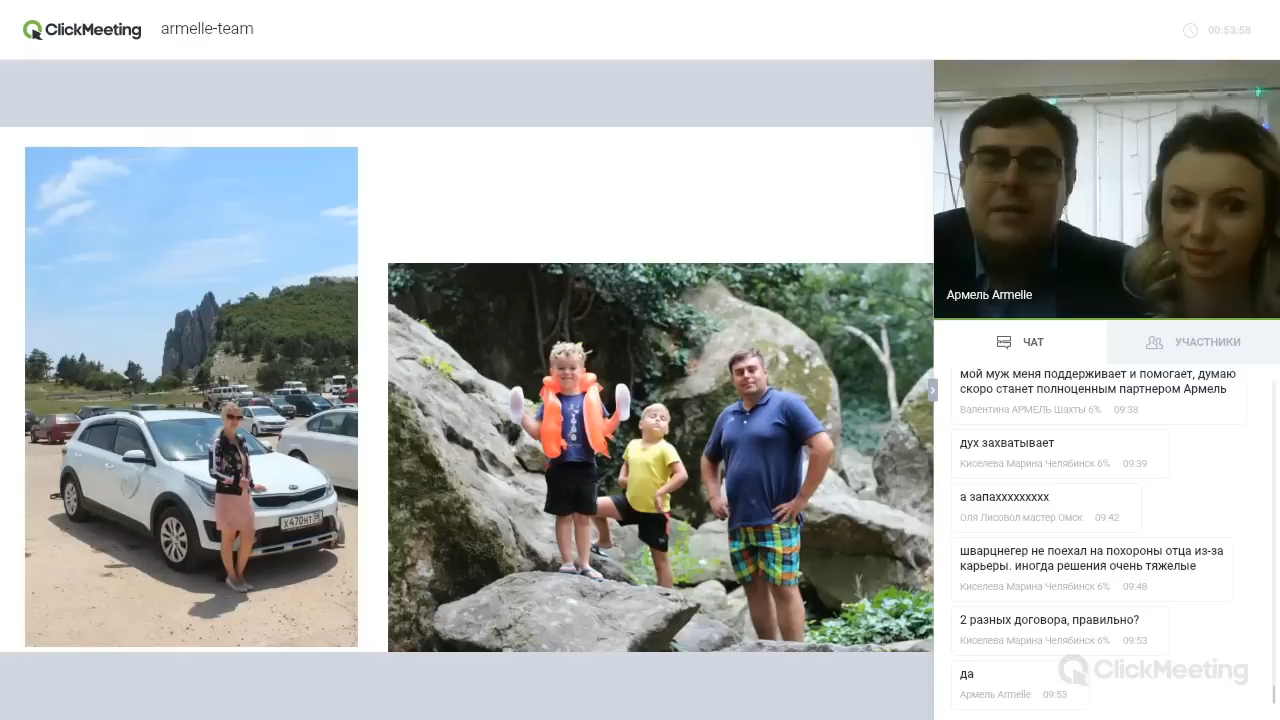 ClickMeeting
armelle-team
00:53:58
Х470НТ 56
Армель Armelle
ЧАТ
УЧАСТНИКИ
мой муж меня поддерживает и помогает, думаю
скоро станет полноценным партнером Армель
Валентина АРМЕЛЬ Шахты 6% 09:38
дух захватывает
Киселева Марина Челябинск 6% 09:39
а запаххххххххх
Оля Лисовол мастер Омск 09:42
шварцнегер не поехал на похороны отца из-за
карьеры. иногда решения очень тяжелые
Киселева Марина Челябинск 6% 09:48
2 разных договора, правильно?
Киселева Марина Челябинск 6% 09:53
да
Армель Armelle 09:53
ClickMeeting